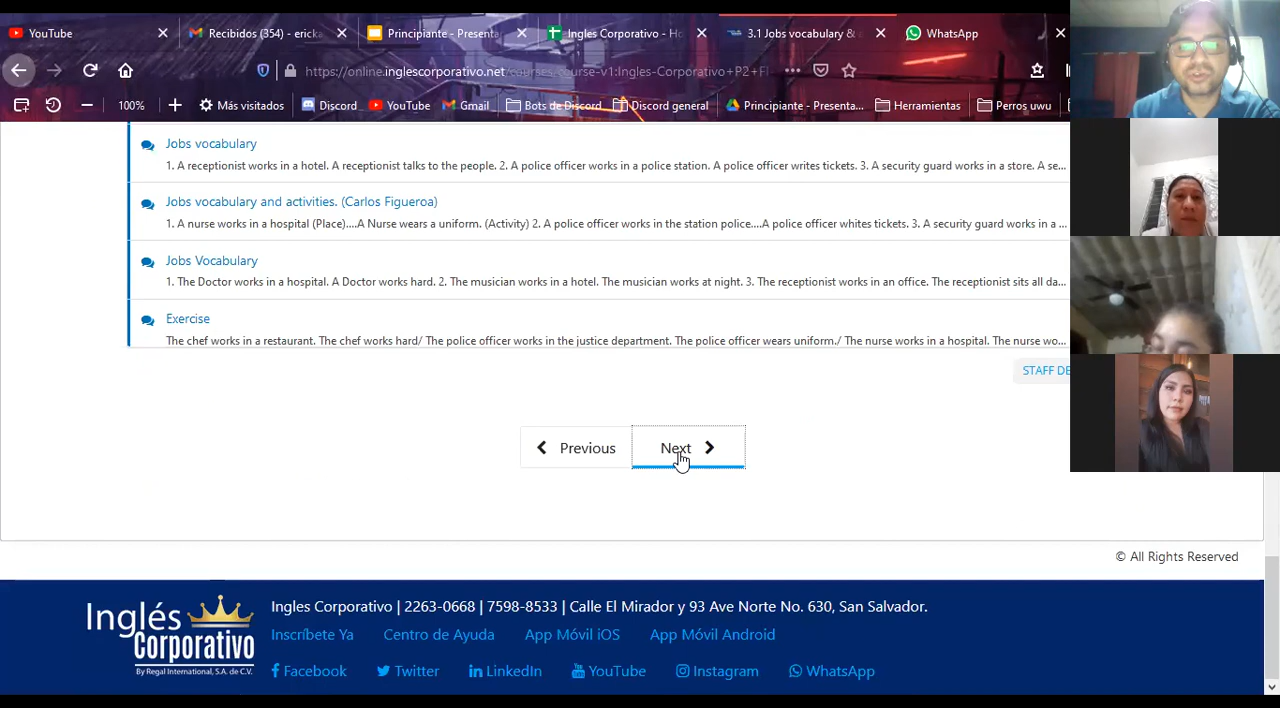 YouTube
Recibidos (354) - ericka
Principiante - Presenta
Ingles Corporativo - Ho
3.1 Jobs vocabulary &
WhatsApp
https://online.inglescorporativo.net/courses/course-v1:Ingles-Corporativo+P2+Fl
100%
Más visitados
Discord
YouTube
Gmail
Bots de Discord
Discord general
Principiante - Presenta...
Herramientas
Perros uwu
Jobs vocabulary
1. A receptionist works in a hotel. A receptionist talks to the people. 2. A police officer works in a police station. A police officer writes tickets. 3. A security guard works in a store. A se...
Jobs vocabulary and activities. (Carlos Figueroa)
1. A nurse works in a hospital (Place)....A Nurse wears a uniform. (Activity) 2. A police officer works in the station police....A police officer whites tickets. 3. A security guard works in a ...
Jobs Vocabulary
1. The Doctor works in a hospital. A Doctor works hard. 2. The musician works in a hotel. The musician works at night. 3. The receptionist works in an office. The receptionist sits all da...
Exercise
The chef works in a restaurant. The chef works hard/ The police officer works in the justice department. The police officer wears uniform./ The nurse works in a hospital. The nurse wo...
STAFF DE
Previous
Next
© All Rights Reserved
Inglés
Corporativo
By Regal International, S.A. de C.V.
Ingles Corporativo | 2263-0668 | 7598-8533 | Calle El Mirador y 93 Ave Norte No. 630, San Salvador.
Inscríbete Ya
Centro de Ayuda
App Móvil iOS
App Móvil Android
Facebook
Twitter
LinkedIn
YouTube
Instagram
WhatsApp